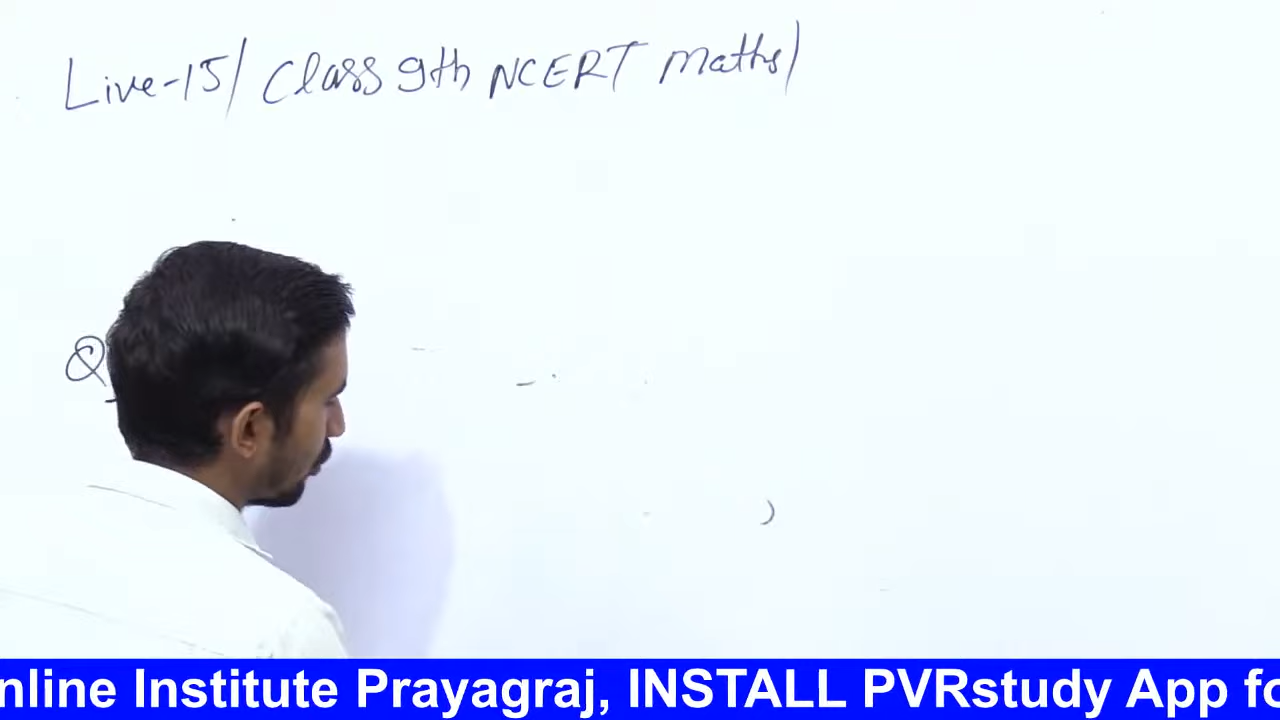 Live-15/ Class 9th NCERT Maths/
Q
nline Institute Prayagraj, INSTALL PVRstudy App fo